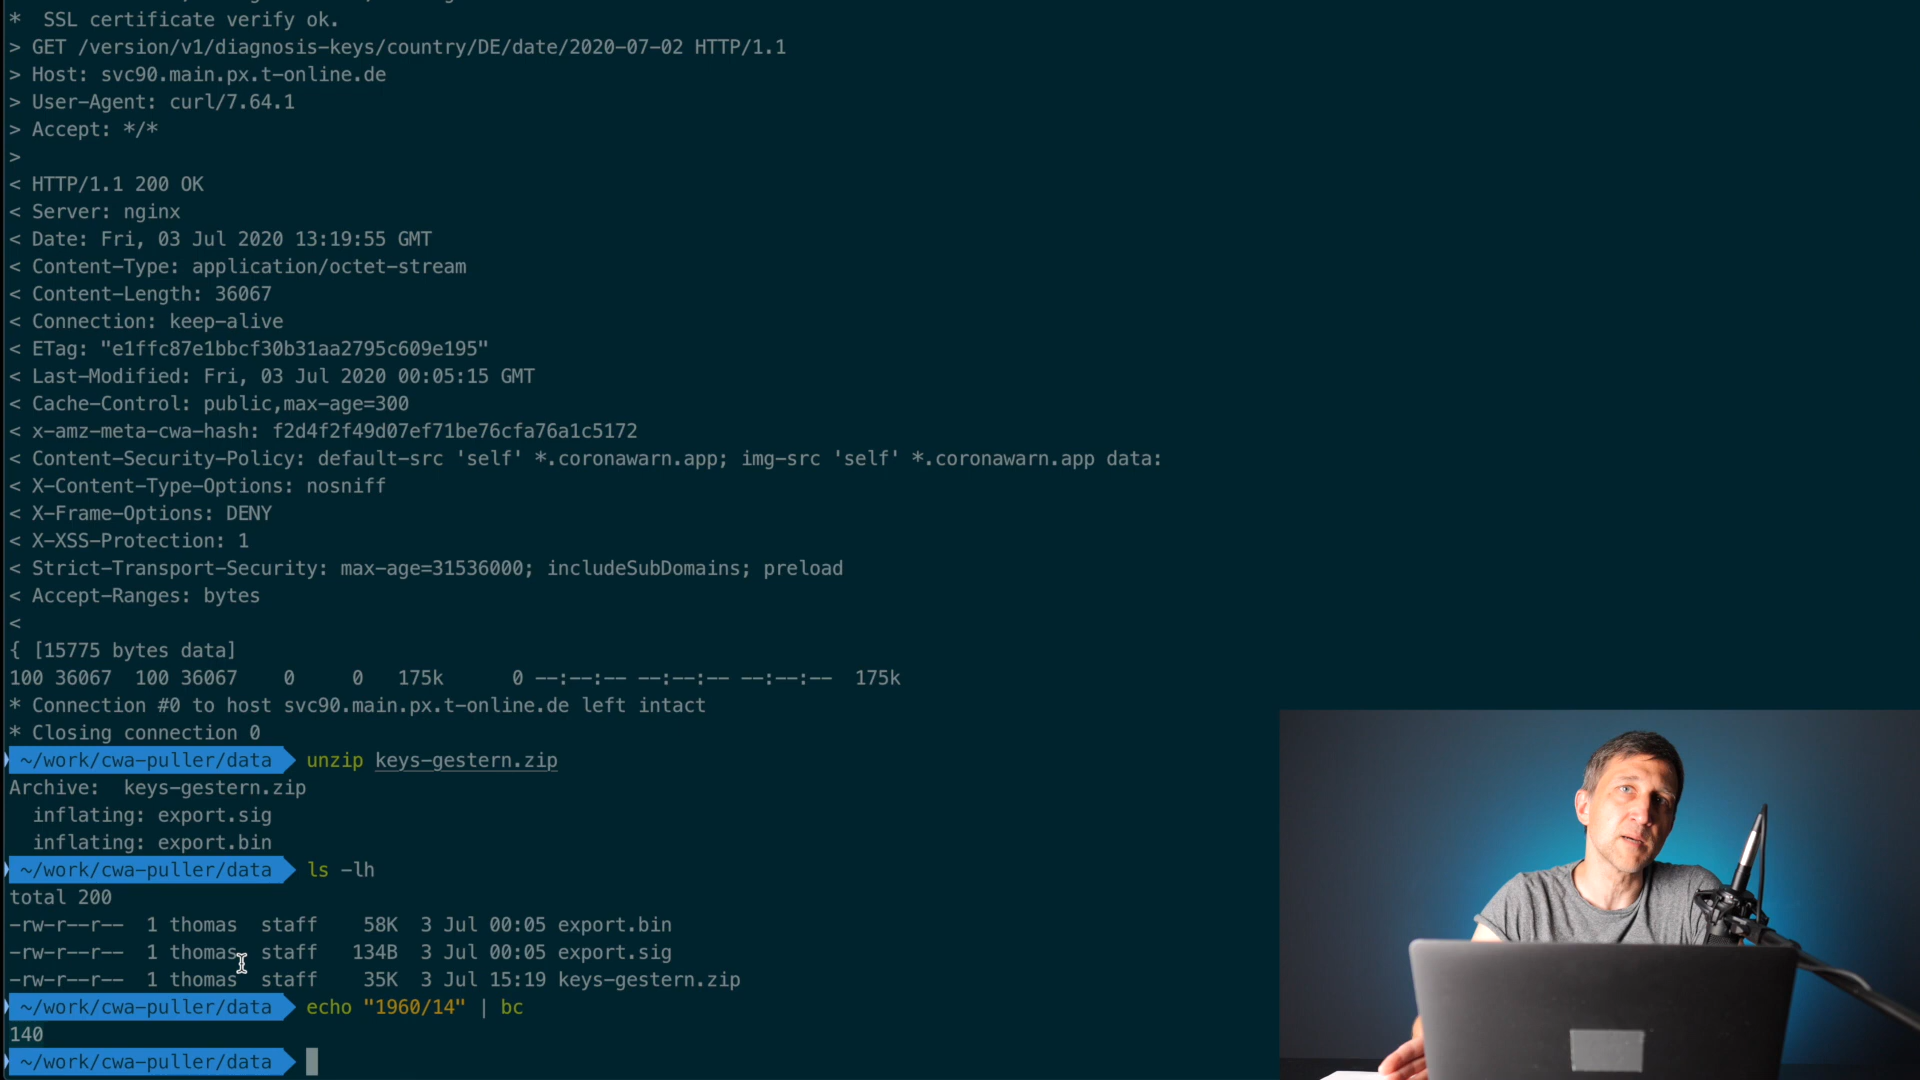 *  SSL certificate verify ok.
> GET /version/v1/diagnosis-keys/country/DE/date/2020-07-02 HTTP/1.1
> Host: svc90.main.px.t-online.de
> User-Agent: curl/7.64.1
> Accept: */*
>
< HTTP/1.1 200 OK
< Server: nginx
< Date: Fri, 03 Jul 2020 13:19:55 GMT
< Content-Type: application/octet-stream
< Content-Length: 36067
< Connection: keep-alive
< ETag: "e1ffc87e1bbcf30b31aa2795c609e195"
< Last-Modified: Fri, 03 Jul 2020 00:05:15 GMT
< Cache-Control: public,max-age=300
< x-amz-meta-cwa-hash: f2d4f2f49d07ef71be76cfa76a1c5172
< Content-Security-Policy: default-src 'self' *.coronawarn.app; img-src 'self' *.coronawarn.app data:
< X-Content-Type-Options: nosniff
< X-Frame-Options: DENY
< X-XSS-Protection: 1
< Strict-Transport-Security: max-age=31536000; includeSubDomains; preload
< Accept-Ranges: bytes
<
{ [15775 bytes data]
100 36067  100 36067    0     0   175k      0 --:--:-- --:--:-- --:--:--  175k
* Connection #0 to host svc90.main.px.t-online.de left intact
* Closing connection 0
~/work/cwa-puller/data unzip keys-gestern.zip
Archive:  keys-gestern.zip
  inflating: export.sig
  inflating: export.bin
~/work/cwa-puller/data ls -lh
total 200
-rw-r--r--  1 thomas  staff    58K  3 Jul 00:05 export.bin
-rw-r--r--  1 thomas  staff   134B  3 Jul 00:05 export.sig
-rw-r--r--  1 thomas  staff    35K  3 Jul 15:19 keys-gestern.zip
~/work/cwa-puller/data echo "1960/14" | bc
140
~/work/cwa-puller/data